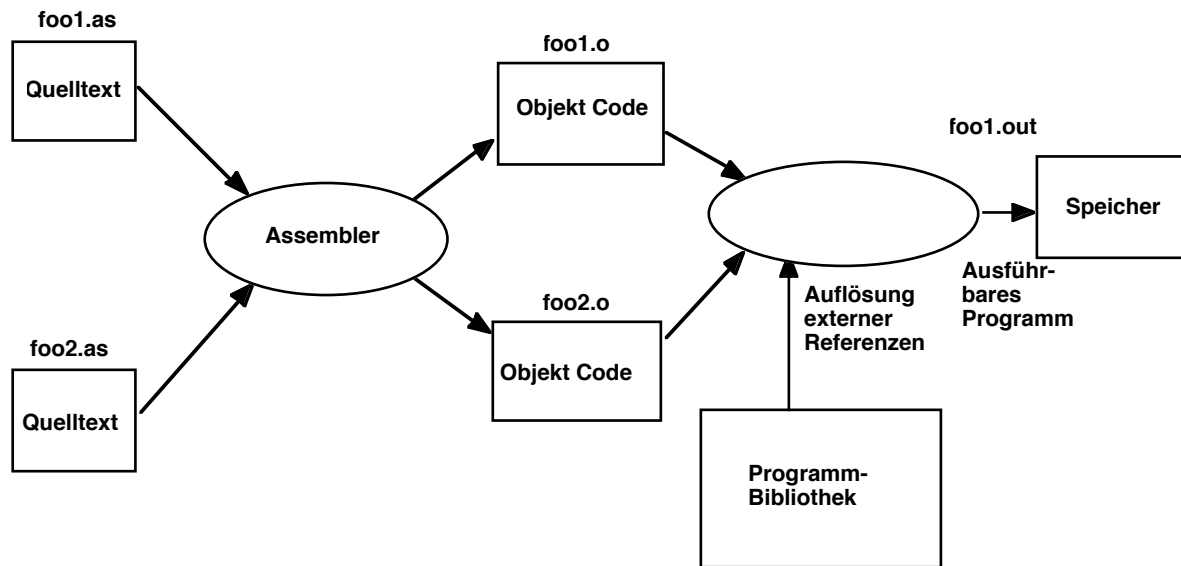 foo1.as
Quelltext
foo2.as
Quelltext
Assembler
foo1.o
Objekt Code
foo2.o
Objekt Code
Auflösung
externer
Referenzen
Programm-
Bibliothek
foo1.out
Speicher
Ausführ-
bares
Programm